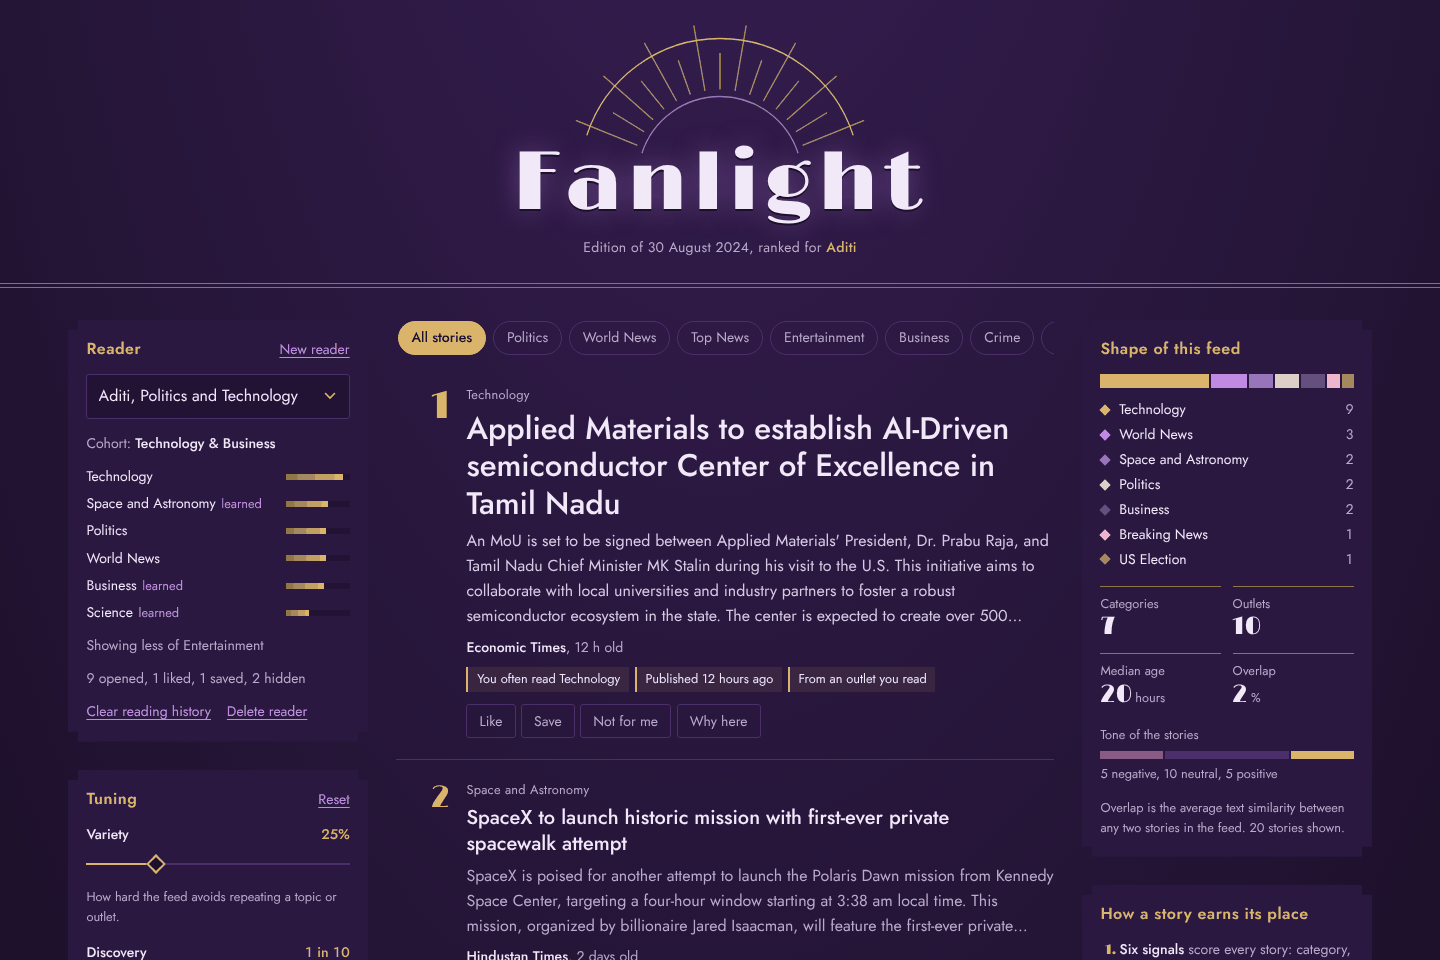 Fanlight
Edition of 30 August 2024, ranked for Aditi
Reader
New reader
Aditi, Politics and Technology
Cohort: Technology & Business
Technology
Space and Astronomy learned
Politics
World News
Business learned
Science learned
Showing less of Entertainment
9 opened, 1 liked, 1 saved, 2 hidden
Clear reading history
Delete reader
Tuning
Reset
Variety
25%
How hard the feed avoids repeating a topic or
outlet.
Discovery
1 in 10
All stories
Politics
World News
Top News
Entertainment
Business
Crime
1
Technology
Applied Materials to establish AI-Driven
semiconductor Center of Excellence in
Tamil Nadu
An MoU is set to be signed between Applied Materials' President, Dr. Prabu Raja, and
Tamil Nadu Chief Minister MK Stalin during his visit to the U.S. This initiative aims to
collaborate with local universities and industry partners to foster a robust
semiconductor ecosystem in the state. The center is expected to create over 500…
Economic Times, 12 h old
You often read Technology
Published 12 hours ago
From an outlet you read
Like
Save
Not for me
Why here
2
Space and Astronomy
SpaceX to launch historic mission with first-ever private
spacewalk attempt
SpaceX is poised for another attempt to launch the Polaris Dawn mission from Kennedy
Space Center, targeting a four-hour window starting at 3:38 am local time. This
mission, organized by billionaire Jared Isaacman, will feature the first-ever private…
Hindustan Times, 2 days old
Shape of this feed
Technology 9
World News 3
Space and Astronomy 2
Politics 2
Business 2
Breaking News 1
US Election 1
Categories
7
Outlets
10
Median age
20 hours
Overlap
2 %
Tone of the stories
5 negative, 10 neutral, 5 positive
Overlap is the average text similarity between
any two stories in the feed. 20 stories shown.
How a story earns its place
1. Six signals score every story: category,